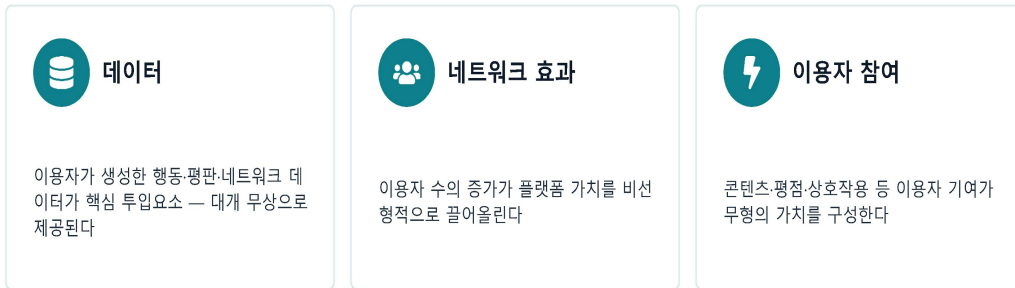 데이터
이용자가 생성한 행동·평판·네트워크 데
이터가 핵심 투입요소 — 대개 무상으로
제공된다
네트워크 효과
이용자 수의 증가가 플랫폼 가치를 비선
형적으로 끌어올린다
이용자 참여
콘텐츠·평점·상호작용 등 이용자 기여가
무형의 가치를 구성한다